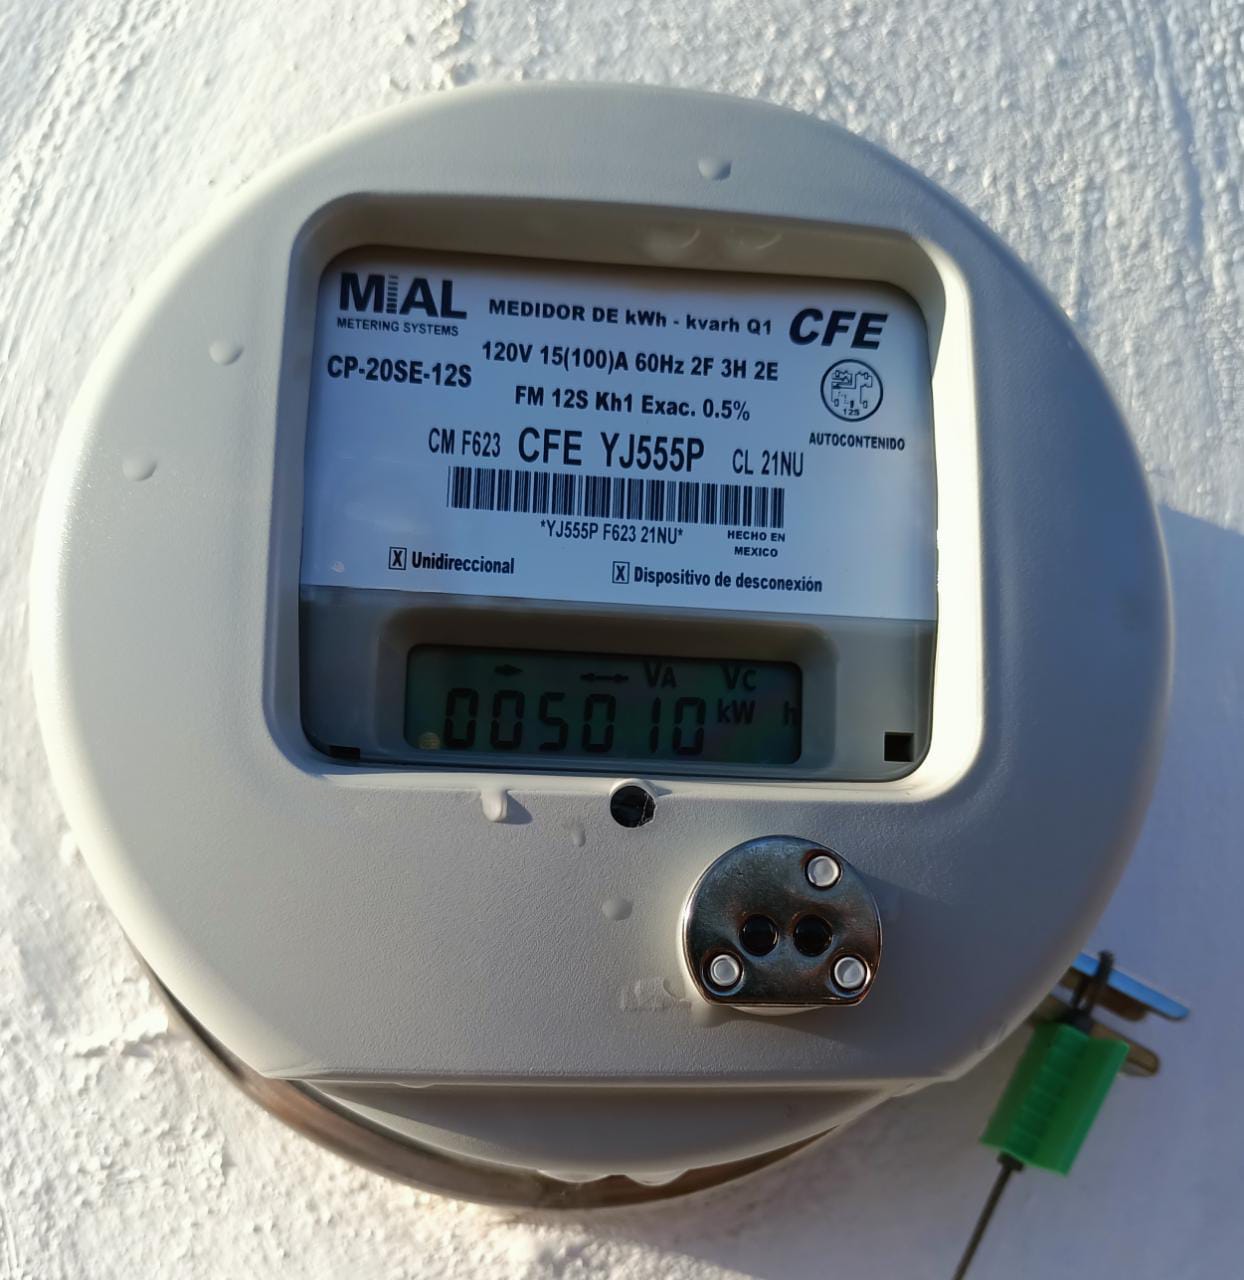 MIAL
METERING SYSTEMS
MEDIDOR DE kWh - kvarh Q1
CFE
CP-20SE-12S
120V 15(100)A 60Hz 2F 3H 2E
FM 12S Kh1 Exac. 0.5%
12S
AUTOCONTENIDO
CM F623 CFE YJ555P CL 21NU
*YJ555P F623 21NU*
HECHO EN
MEXICO
X Unidireccional
X Dispositivo de desconexión
VA VC
005010 kW h